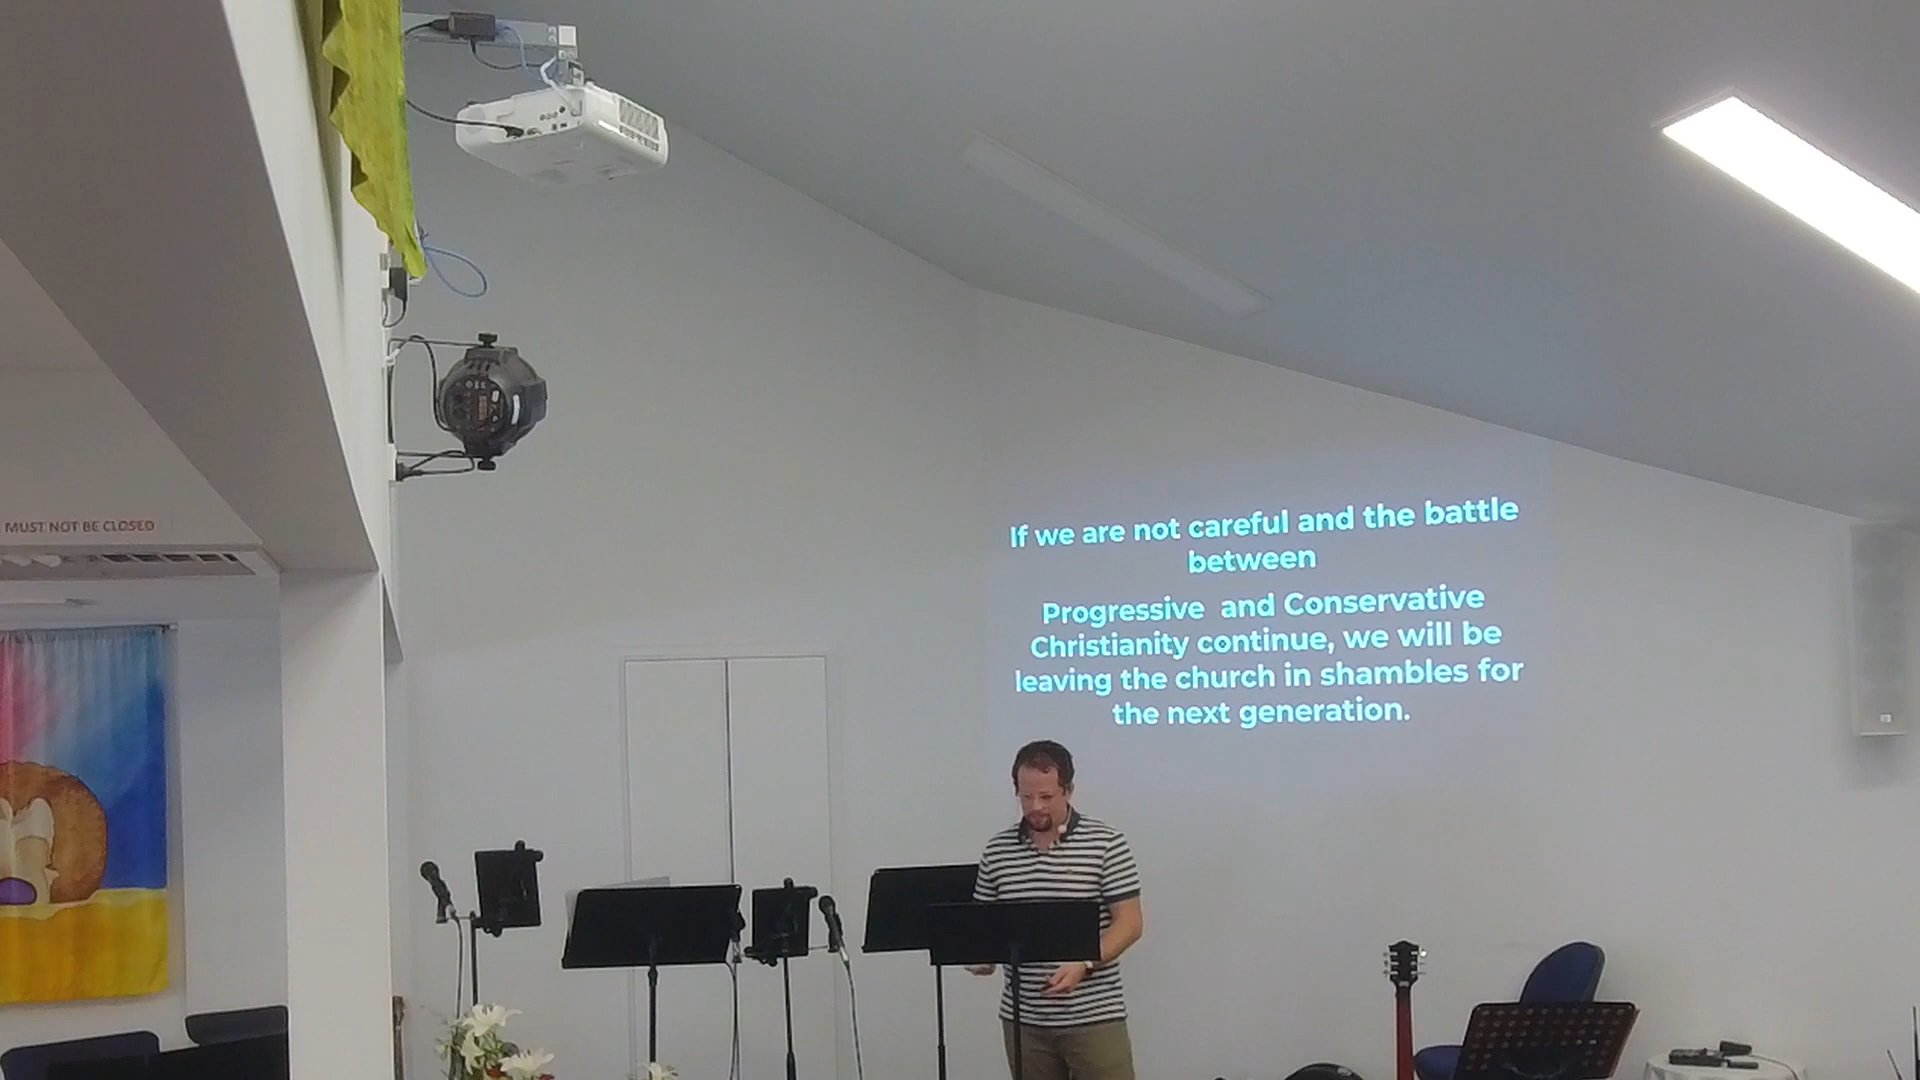 MUST NOT BE CLOSED
If we are not careful and the battle
between
Progressive and Conservative
Christianity continue, we will be
leaving the church in shambles for
the next generation.